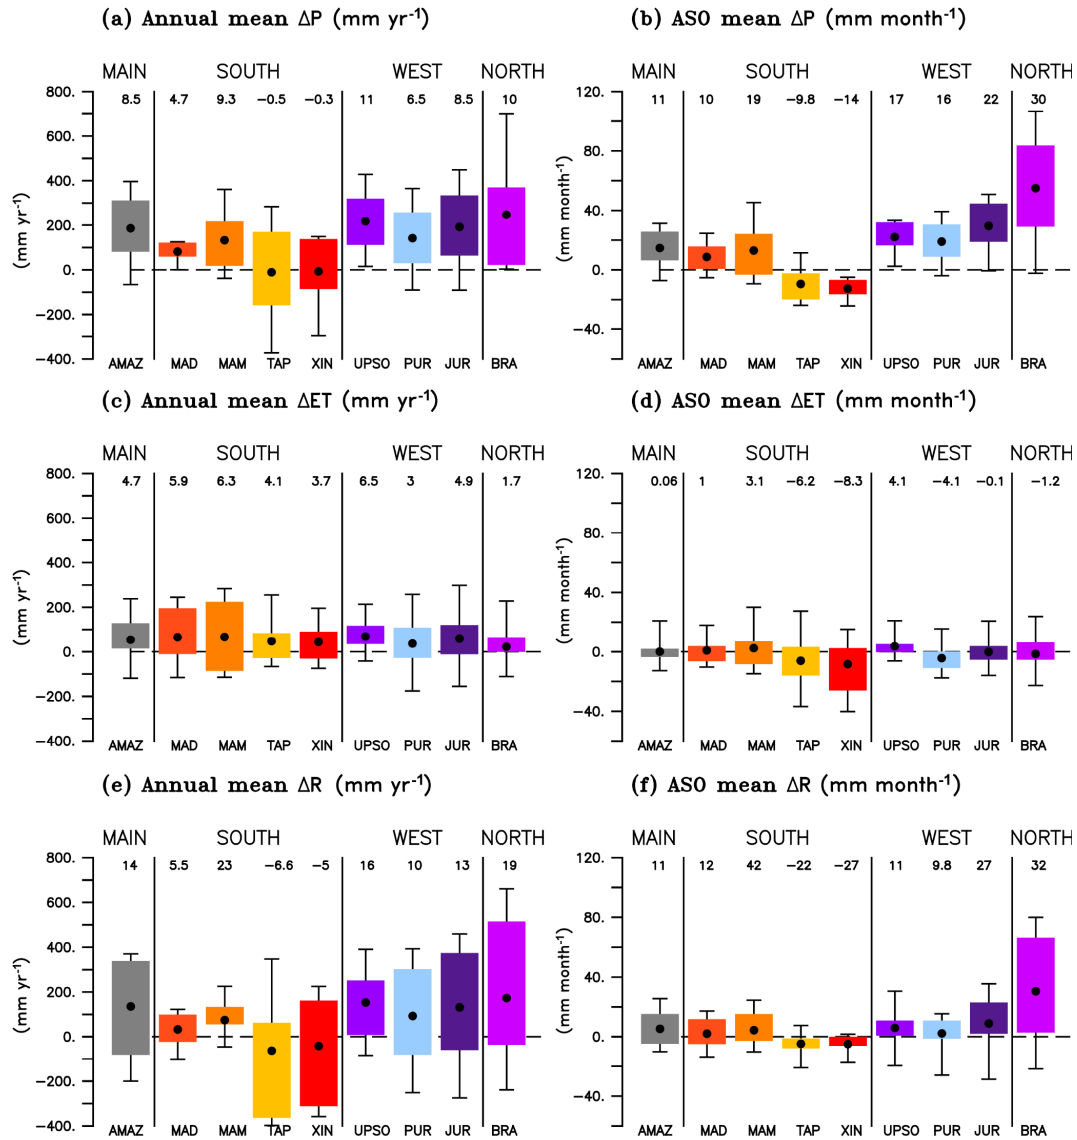 (a) Annual mean ΔP (mm yr⁻¹)
MAIN SOUTH WEST NORTH
8.5 4.7 9.3 −0.5 −0.3 11 6.5 8.5 10
800.
600.
400.
200.
0.
−200.
−400.
(mm yr⁻¹)
AMAZ MAD MAM TAP XIN UPSO PUR JUR BRA
(b) ASO mean ΔP (mm month⁻¹)
MAIN SOUTH WEST NORTH
11 10 19 −9.8 −14 17 16 22 30
120.
80.
40.
0.
−40.
(mm month⁻¹)
AMAZ MAD MAM TAP XIN UPSO PUR JUR BRA
(c) Annual mean ΔET (mm yr⁻¹)
MAIN SOUTH WEST NORTH
4.7 5.9 6.3 4.1 3.7 6.5 3 4.9 1.7
800.
600.
400.
200.
0.
−200.
−400.
(mm yr⁻¹)
AMAZ MAD MAM TAP XIN UPSO PUR JUR BRA
(d) ASO mean ΔET (mm month⁻¹)
MAIN SOUTH WEST NORTH
0.06 1 3.1 −6.2 −8.3 4.1 −4.1 −0.1 −1.2
120.
80.
40.
0.
−40.
(mm month⁻¹)
AMAZ MAD MAM TAP XIN UPSO PUR JUR BRA
(e) Annual mean ΔR (mm yr⁻¹)
MAIN SOUTH WEST NORTH
14 5.5 23 −6.6 −5 16 10 13 19
800.
600.
400.
200.
0.
−200.
−400.
(mm yr⁻¹)
AMAZ MAD MAM TAP XIN UPSO PUR JUR BRA
(f) ASO mean ΔR (mm month⁻¹)
MAIN SOUTH WEST NORTH
11 12 42 −22 −27 11 9.8 27 32
120.
80.
40.
0.
−40.
(mm month⁻¹)
AMAZ MAD MAM TAP XIN UPSO PUR JUR BRA